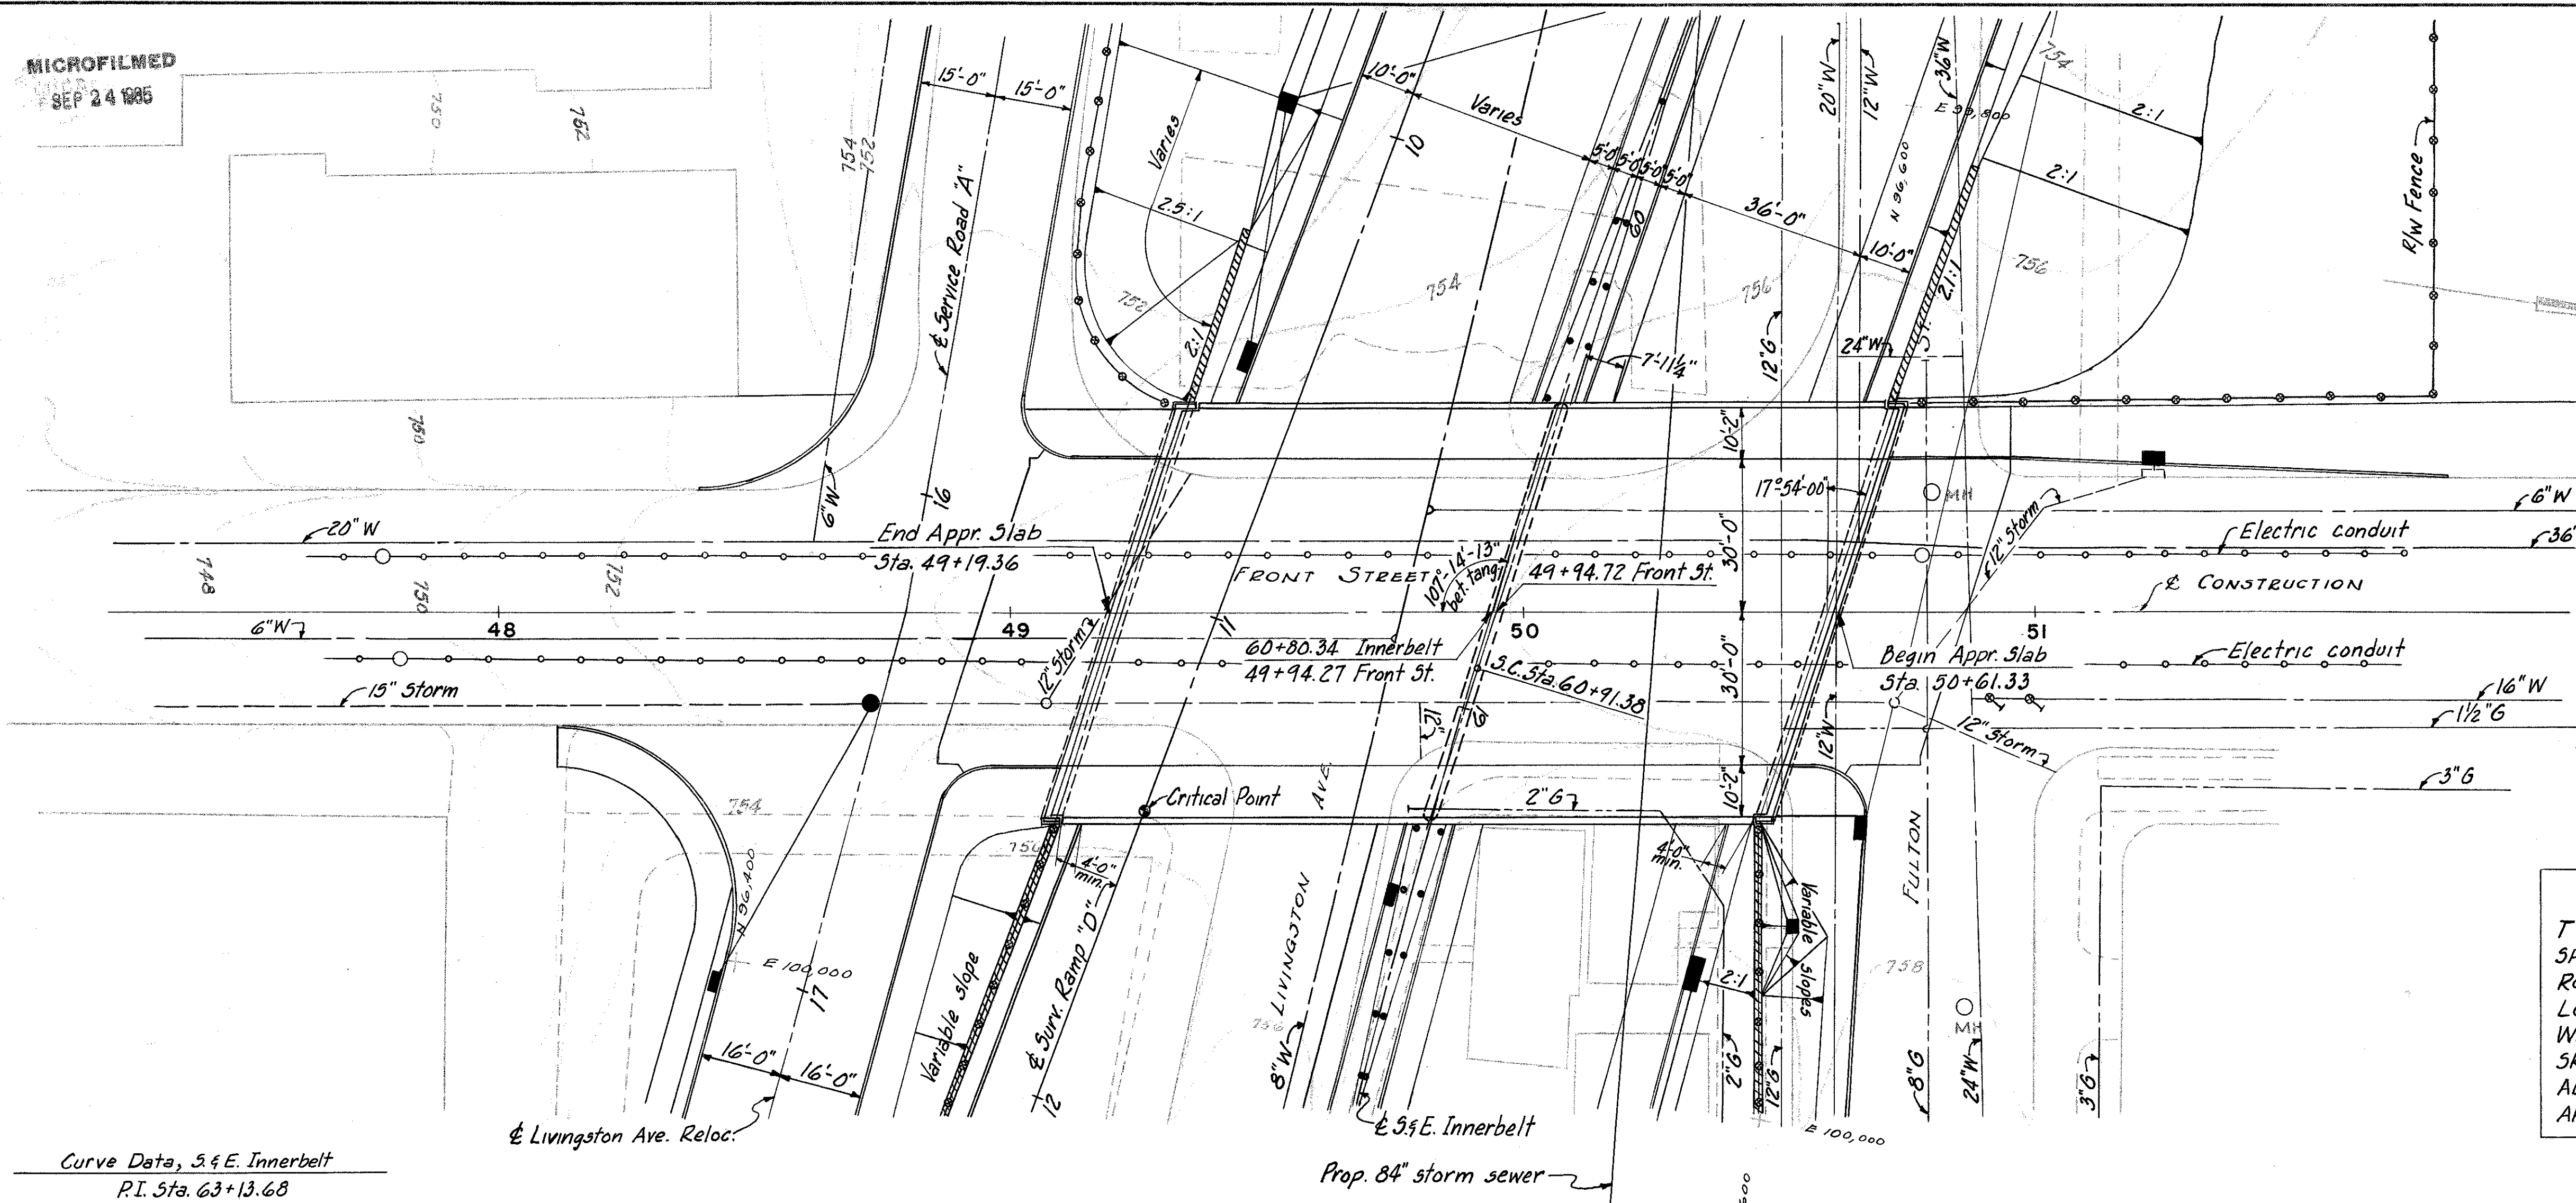 MICROFILMED
SEP 24 1985
750
752
754
752
15'-0"
15'-0"
℄ Service Road "A"
Varies
2.5:1
752
2:1
10'-0"
10
Varies
5'-0" 5'-0" 5'-0" 5'-0"
60
754
36'-0"
756
12"G
7'-11¼"
20"W
12"W
36"W
E 99,800
N 96,600
10'-0"
2:1
24"W
754
2:1
2:1
756
R/W Fence
750
6"W
16
10'-2"
17°-54'-00"
MH
12" Storm
6"W
20" W
End Appr. Slab
Sta. 49+19.36
FRONT STREET
107°-14'-13"
bet. tang.
49+94.72 Front St.
30'-0"
Electric conduit
36"
748
750
752
℄ CONSTRUCTION
6"W
48
49
11
50
51
12" Storm
60+80.34 Innerbelt
49+94.27 Front St.
S.C. Sta. 60+91.38
30'-0"
Begin Appr. Slab
Sta. 50+61.33
Electric conduit
15" Storm
12"
61
12"W
16" W
1½"G
12" Storm
3"G
754
Critical Point
AVE.
2"G
10'-2"
756
4'-0"
min.
4'-0"
min.
FULTON
N 96,400
E 100,000
17
Variable slope
℄ Surv. Ramp "D"
12
LIVINGSTON
756
8"W
2:1
Variable slopes
758
MH
2"G
12"G
8"G
24"W
3"G
16'-0"
16'-0"
℄ Livingston Ave. Reloc.
℄ S.&E. Innerbelt
E 100,000
Prop. 84" storm sewer
Curve Data, S.&E. Innerbelt
P.I. Sta. 63+13.68